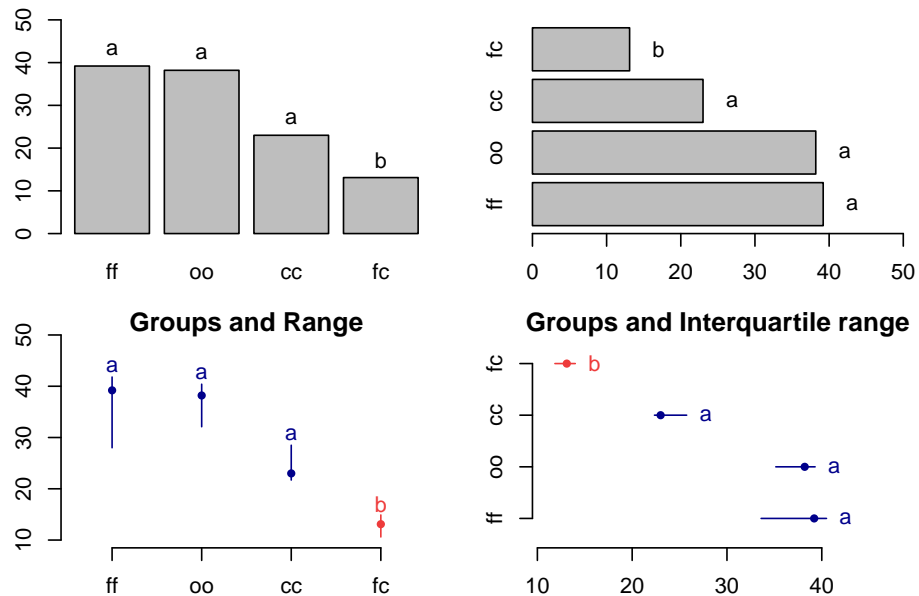 50
40
30
20
10
0
a
a
a
b
ff oo cc fc
fc b
cc a
oo a
ff a
0 10 20 30 40 50
Groups and Range
50
40
30
20
10
a
a
a
b
ff oo cc fc
Groups and Interquartile range
fc b
cc a
oo a
ff a
10 20 30 40